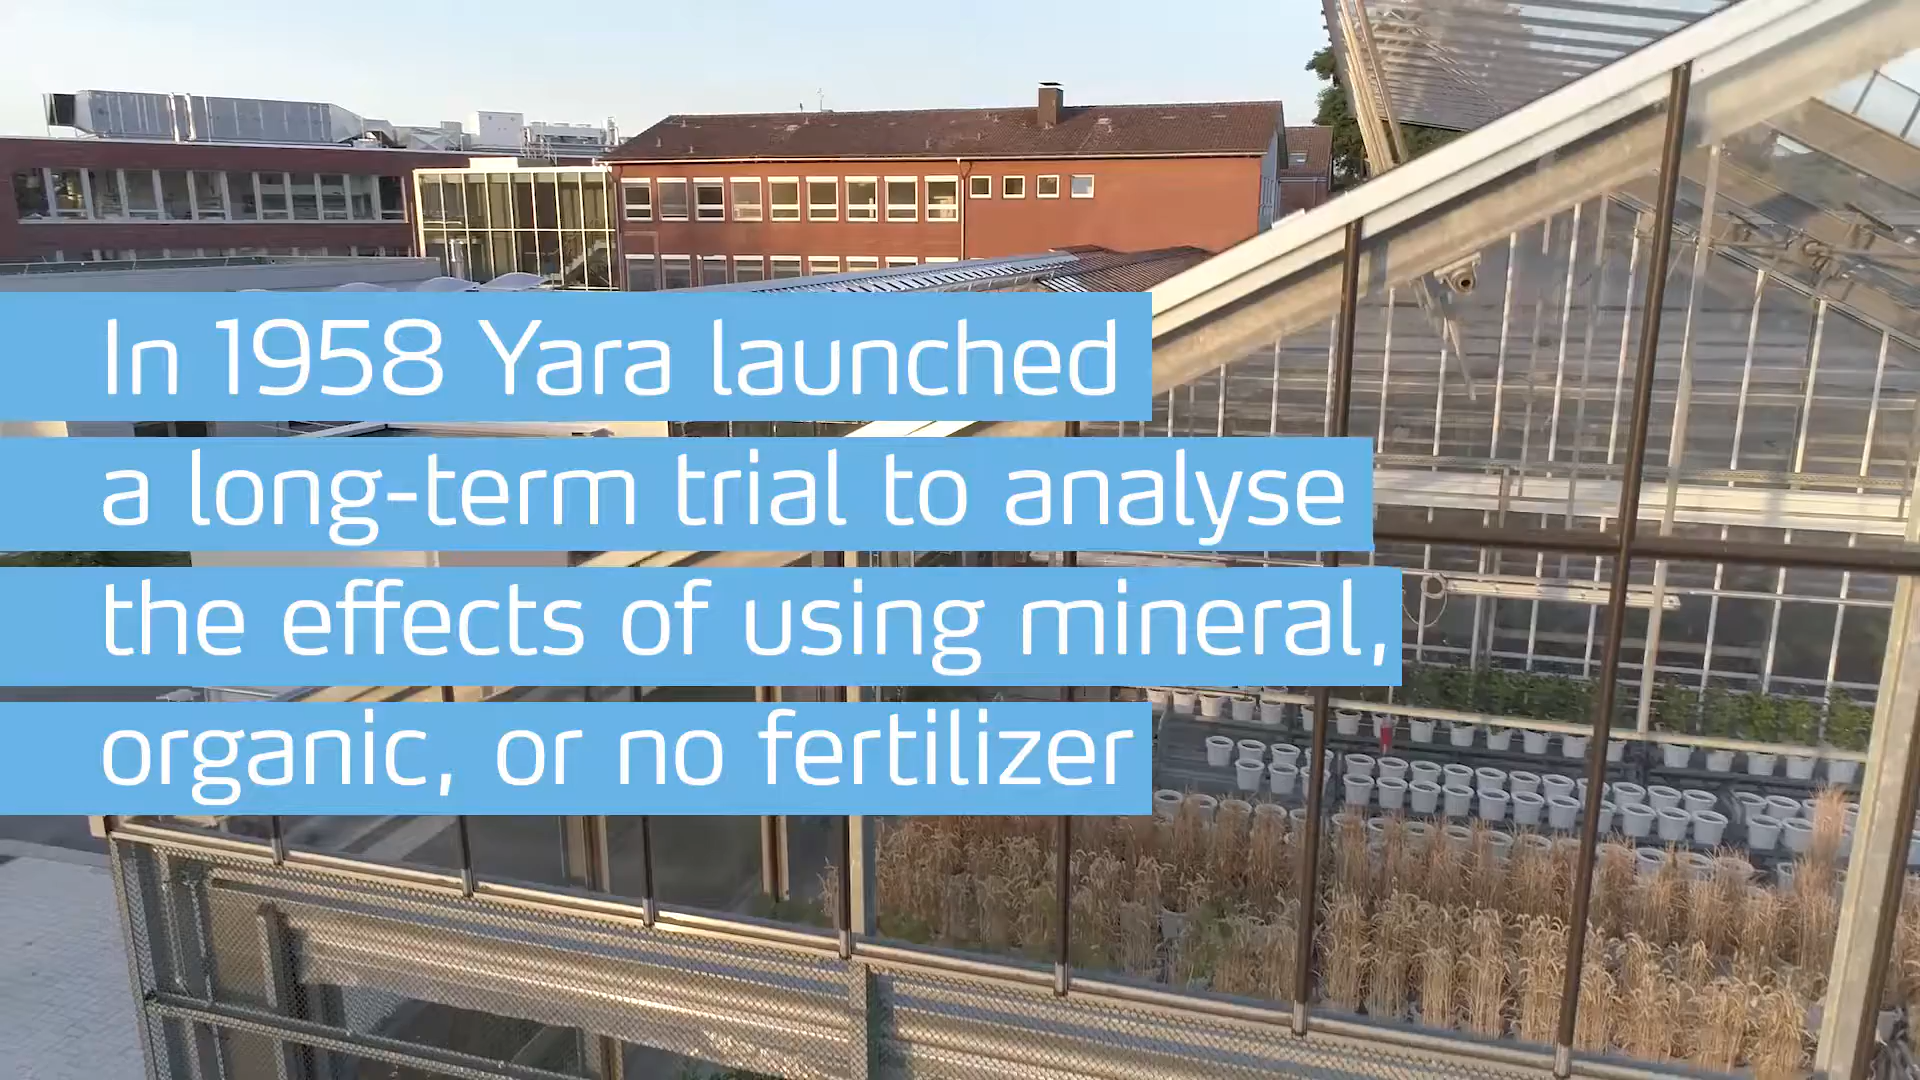 In 1958 Yara launched
a long-term trial to analyse
the effects of using mineral,
organic, or no fertilizer